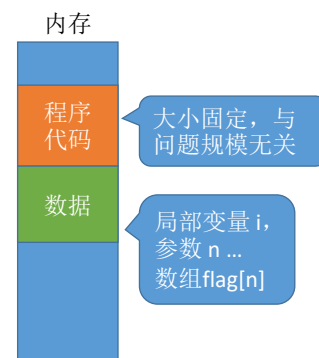 内存
程序
代码
大小固定，与
问题规模无关
数据
局部变量 i，
参数 n ...
数组flag[n]